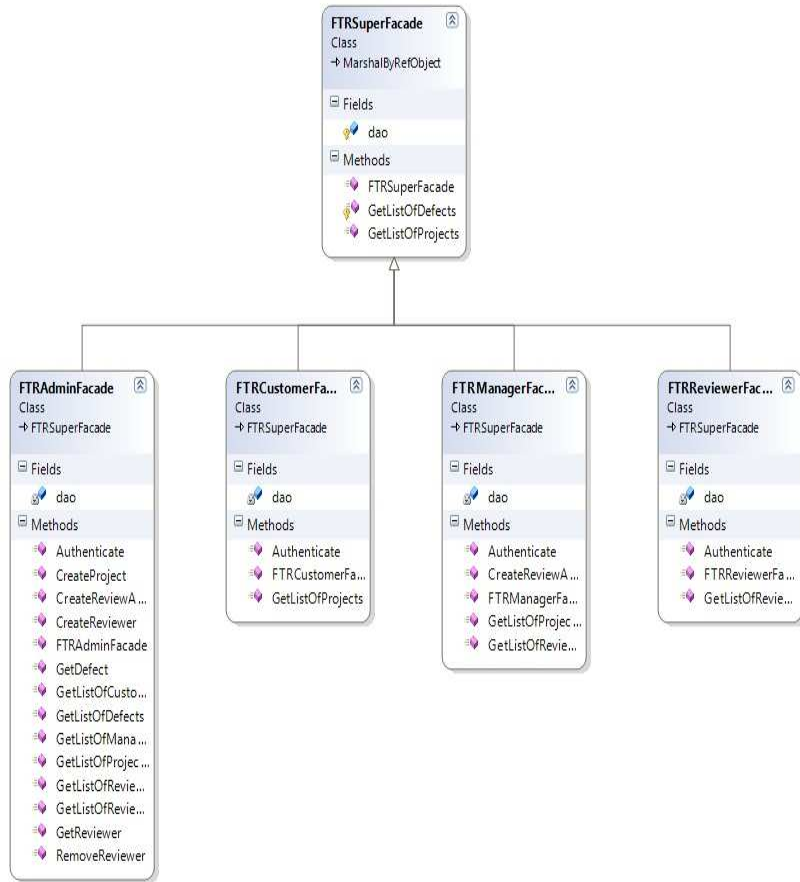 FTRSuperFacade
Class
MarshalByRefObject
Fields
dao
Methods
FTRSuperFacade
GetListOfDefects
GetListOfProjects
FTRAdminFacade
Class
FTRSuperFacade
Fields
dao
Methods
Authenticate
CreateProject
CreateReviewA...
CreateReviewer
FTRAdminFacade
GetDefect
GetListOfCusto...
GetListOfDefects
GetListOfMana...
GetListOfProjec...
GetListOfRevie...
GetListOfRevie...
GetReviewer
RemoveReviewer
FTRCustomerFa...
Class
FTRSuperFacade
Fields
dao
Methods
Authenticate
FTRCustomerFa...
GetListOfProjects
FTRManagerFac...
Class
FTRSuperFacade
Fields
dao
Methods
Authenticate
CreateReviewA...
FTRManagerFa...
GetListOfProjec...
GetListOfRevie...
FTRReviewerFac...
Class
FTRSuperFacade
Fields
dao
Methods
Authenticate
FTRReviewerFa...
GetListOfRevie...